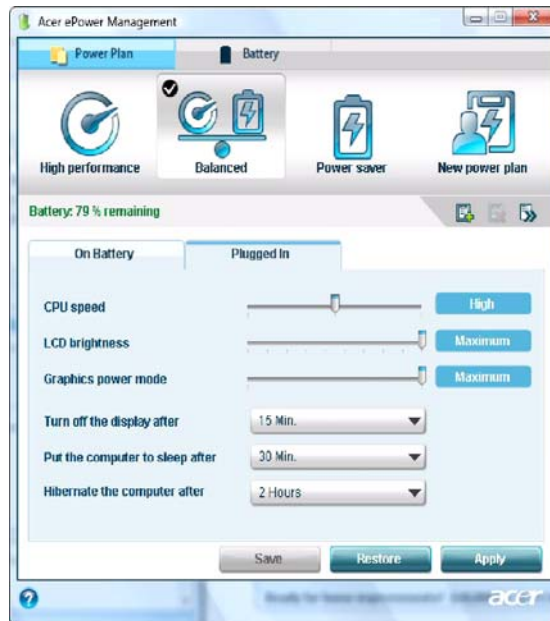 Acer ePower Management
Power Plan Battery
High performance Balanced Power saver New power plan
Battery: 79 % remaining
On Battery Plugged In
CPU speed High
LCD brightness Maximum
Graphics power mode Maximum
Turn off the display after 15 Min.
Put the computer to sleep after 30 Min.
Hibernate the computer after 2 Hours
Save Restore Apply
? acer